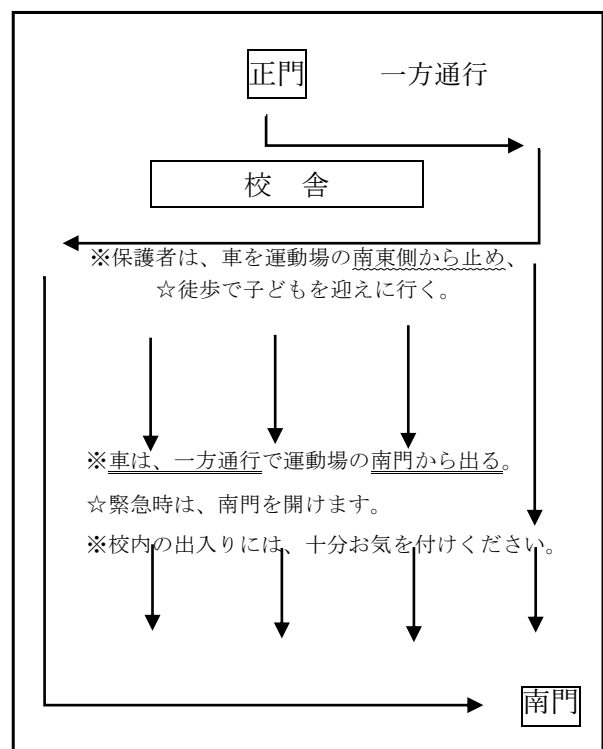 正門 一方通行
校 舎
※保護者は、車を運動場の南東側から止め、
☆徒歩で子どもを迎えに行く。
※車は、一方通行で運動場の南門から出る。
☆緊急時は、南門を開けます。
※校内の出入りには、十分お気を付けください。
南門